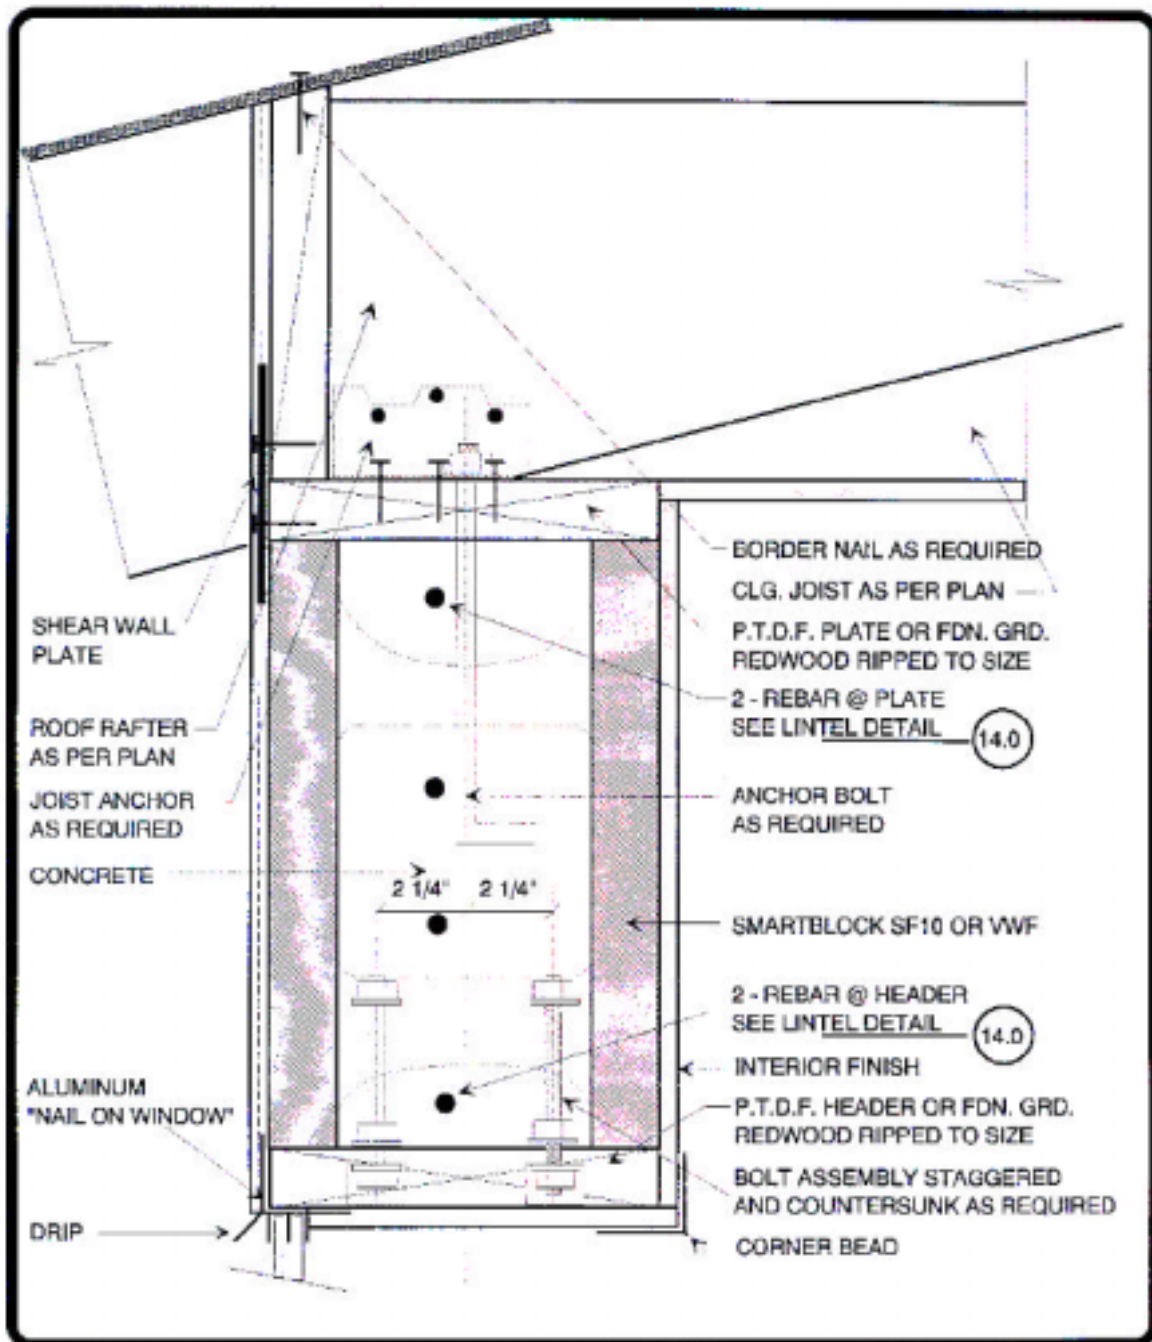 BORDER NAIL AS REQUIRED
CLG. JOIST AS PER PLAN
SHEAR WALL
PLATE
P.T.D.F. PLATE OR FDN. GRD.
REDWOOD RIPPED TO SIZE
2 - REBAR @ PLATE
SEE LINTEL DETAIL
14.0
ROOF RAFTER
AS PER PLAN
JOIST ANCHOR
AS REQUIRED
ANCHOR BOLT
AS REQUIRED
CONCRETE
2 1/4" 2 1/4"
SMARTBLOCK SF10 OR VWF
2 - REBAR @ HEADER
SEE LINTEL DETAIL
14.0
INTERIOR FINISH
ALUMINUM
"NAIL ON WINDOW"
P.T.D.F. HEADER OR FDN. GRD.
REDWOOD RIPPED TO SIZE
BOLT ASSEMBLY STAGGERED
AND COUNTERSUNK AS REQUIRED
DRIP
CORNER BEAD